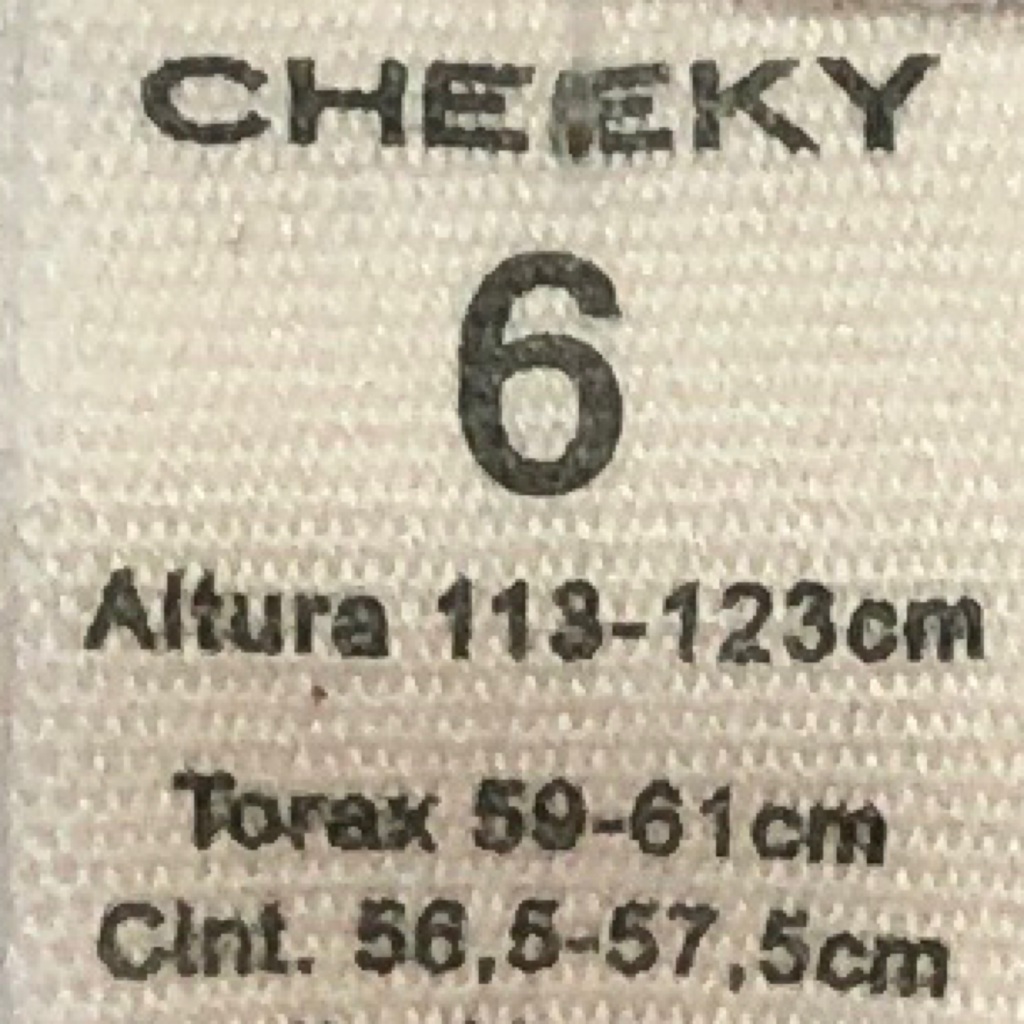 CHEEKY
6
Altura 113-123cm
Torax 59-61cm
Cint. 56,5-57,5cm